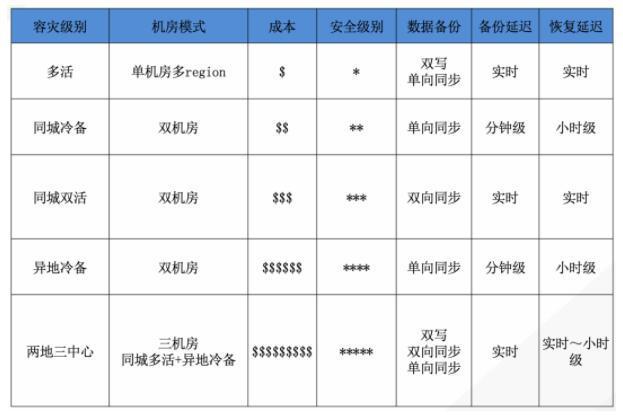 容灾级别 机房模式 成本 安全级别 数据备份 备份延迟 恢复延迟
多活 单机房多region $ * 双写 实时 实时
单向同步
同城冷备 双机房 $$ ** 单向同步 分钟级 小时级
同城双活 双机房 $$$ *** 双向同步 实时 实时
异地冷备 双机房 $$$$$$ **** 单向同步 分钟级 小时级
两地三中心 三机房 $$$$$$$$$ ***** 双写 实时 实时~小时
同城多活+异地冷备 双向同步 级
单向同步